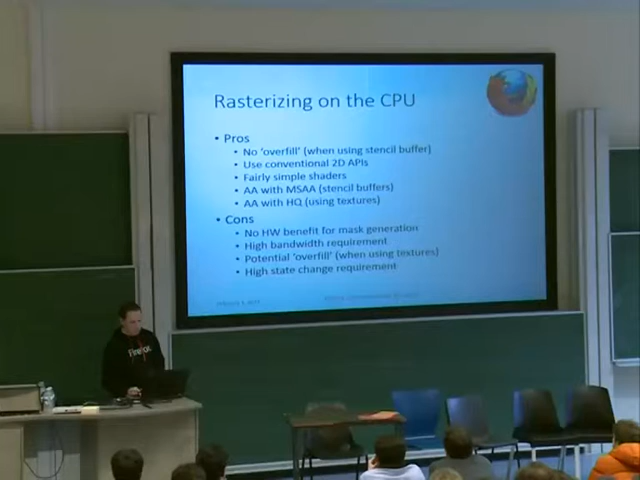 Rasterizing on the CPU
• Pros
• No 'overfill' (when using stencil buffer)
• Use conventional 2D APIs
• Fairly simple shaders
• AA with MSAA (stencil buffers)
• AA with HQ (using textures)
• Cons
• No HW benefit for mask generation
• High bandwidth requirement
• Potential 'overfill' (when using textures)
• High state change requirement
Firefox